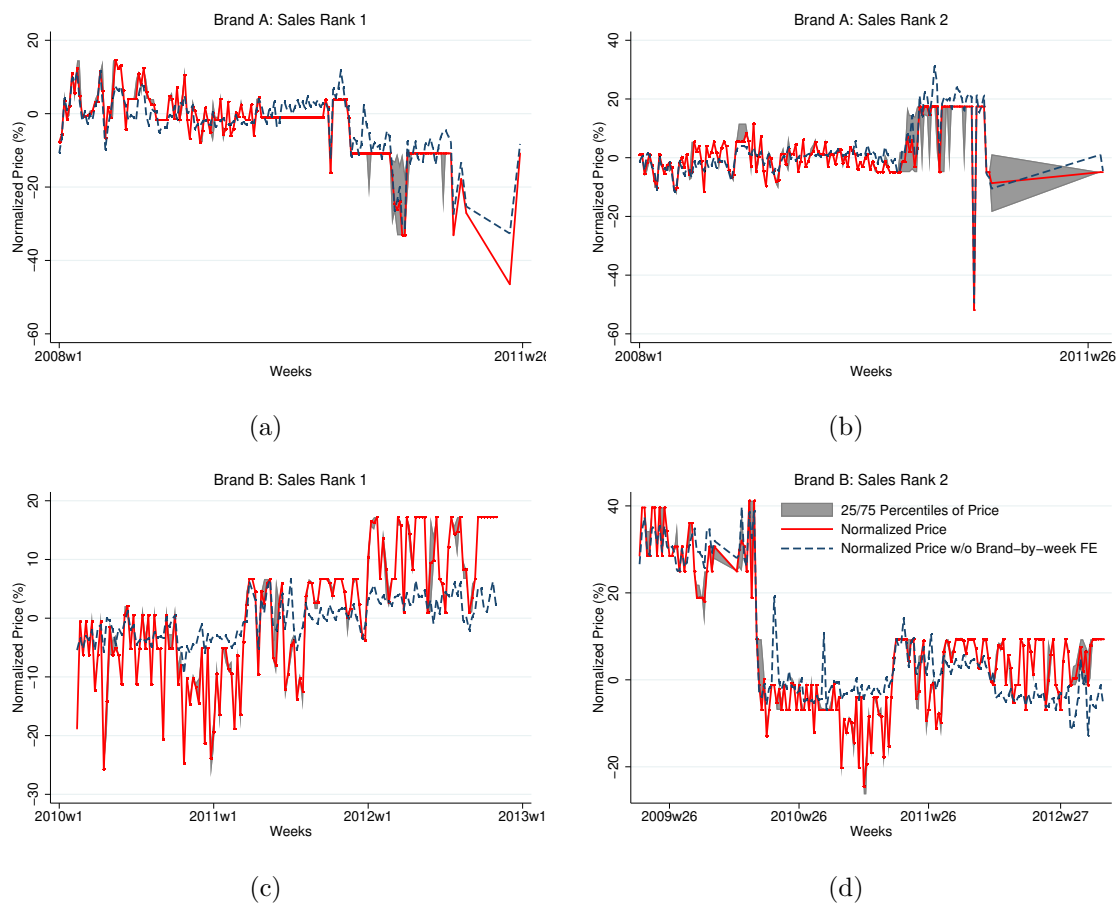 Brand A: Sales Rank 1
Normalized Price (%)
20
0
−20
−40
−60
2008w1
2011w26
Weeks
(a)
Brand A: Sales Rank 2
Normalized Price (%)
40
20
0
−20
−40
−60
2008w1
2011w26
Weeks
(b)
Brand B: Sales Rank 1
Normalized Price (%)
20
10
0
−10
−20
−30
2010w1
2011w1
2012w1
2013w1
Weeks
(c)
Brand B: Sales Rank 2
25/75 Percentiles of Price
Normalized Price
Normalized Price w/o Brand−by−week FE
Normalized Price (%)
40
20
0
−20
2009w26
2010w26
2011w26
2012w27
Weeks
(d)